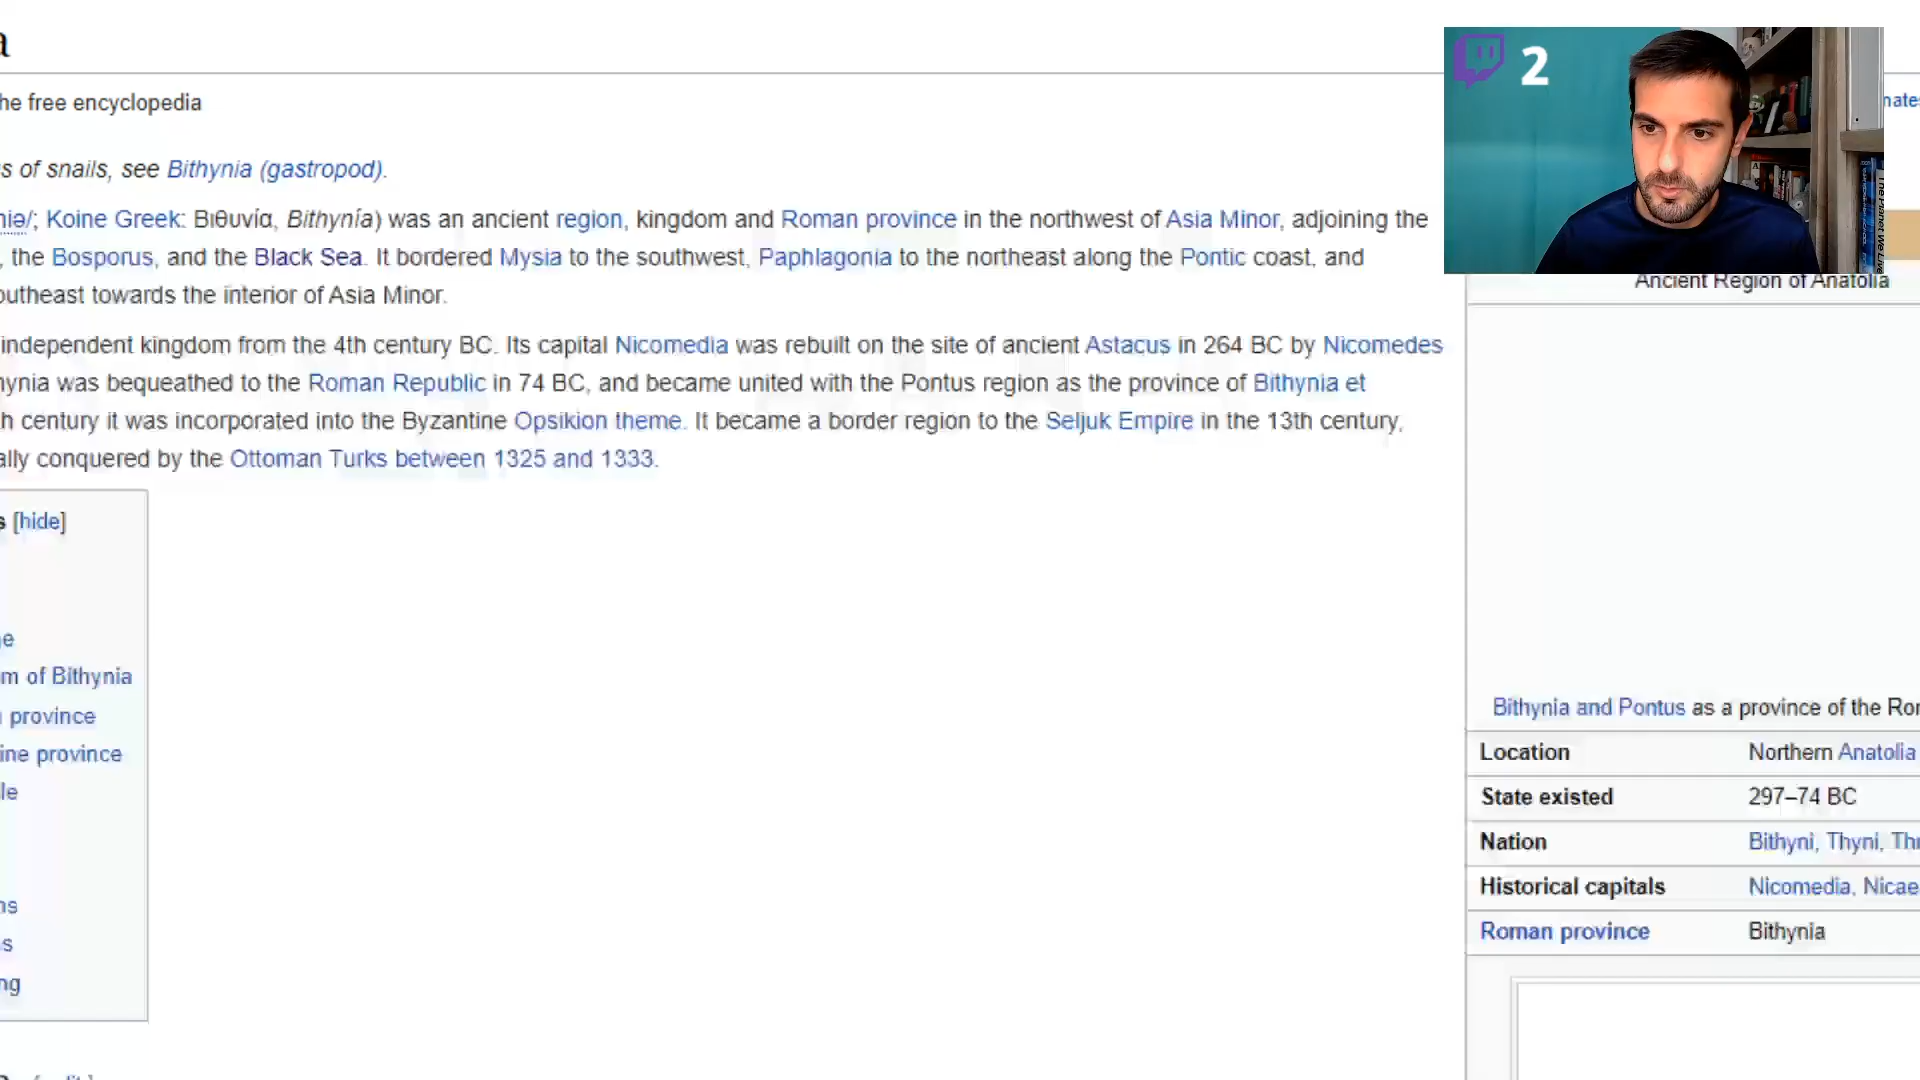 a
he free encyclopedia
s of snails, see Bithynia (gastropod).
niə/; Koine Greek: Βιθυνία, Bithynía) was an ancient region, kingdom and Roman province in the northwest of Asia Minor, adjoining the
, the Bosporus, and the Black Sea. It bordered Mysia to the southwest, Paphlagonia to the northeast along the Pontic coast, and
outheast towards the interior of Asia Minor.
independent kingdom from the 4th century BC. Its capital Nicomedia was rebuilt on the site of ancient Astacus in 264 BC by Nicomedes
hynia was bequeathed to the Roman Republic in 74 BC, and became united with the Pontus region as the province of Bithynia et
h century it was incorporated into the Byzantine Opsikion theme. It became a border region to the Seljuk Empire in the 13th century,
ally conquered by the Ottoman Turks between 1325 and 1333.
s [hide]
ge
m of Bithynia
province
ine province
le
ns
s
ng
2
nates
The Planet We Live
Ancient Region of Anatolia
Bithynia and Pontus as a province of the Ro
Location Northern Anatolia
State existed 297–74 BC
Nation Bithyni, Thyni, Th
Historical capitals Nicomedia, Nicae
Roman province Bithynia